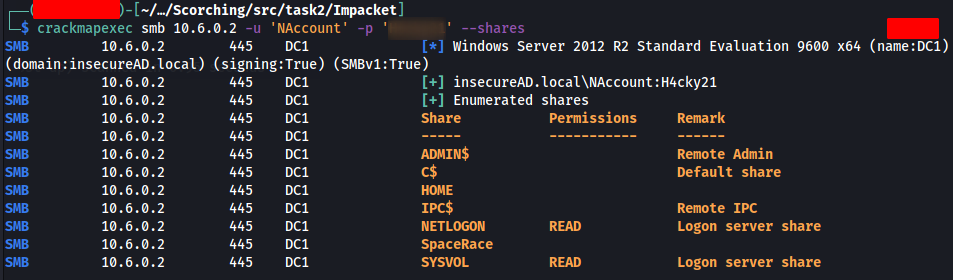 ┌──( )-[~/…/Scorching/src/task2/Impacket]
└─$ crackmapexec smb 10.6.0.2 -u 'NAccount' -p ' ' --shares
SMB 10.6.0.2 445 DC1 [*] Windows Server 2012 R2 Standard Evaluation 9600 x64 (name:DC1)
(domain:insecureAD.local) (signing:True) (SMBv1:True)
SMB 10.6.0.2 445 DC1 [+] insecureAD.local\NAccount:H4cky21
SMB 10.6.0.2 445 DC1 [+] Enumerated shares
SMB 10.6.0.2 445 DC1 Share Permissions Remark
SMB 10.6.0.2 445 DC1 ----- ----------- ------
SMB 10.6.0.2 445 DC1 ADMIN$ Remote Admin
SMB 10.6.0.2 445 DC1 C$ Default share
SMB 10.6.0.2 445 DC1 HOME
SMB 10.6.0.2 445 DC1 IPC$ Remote IPC
SMB 10.6.0.2 445 DC1 NETLOGON READ Logon server share
SMB 10.6.0.2 445 DC1 SpaceRace
SMB 10.6.0.2 445 DC1 SYSVOL READ Logon server share